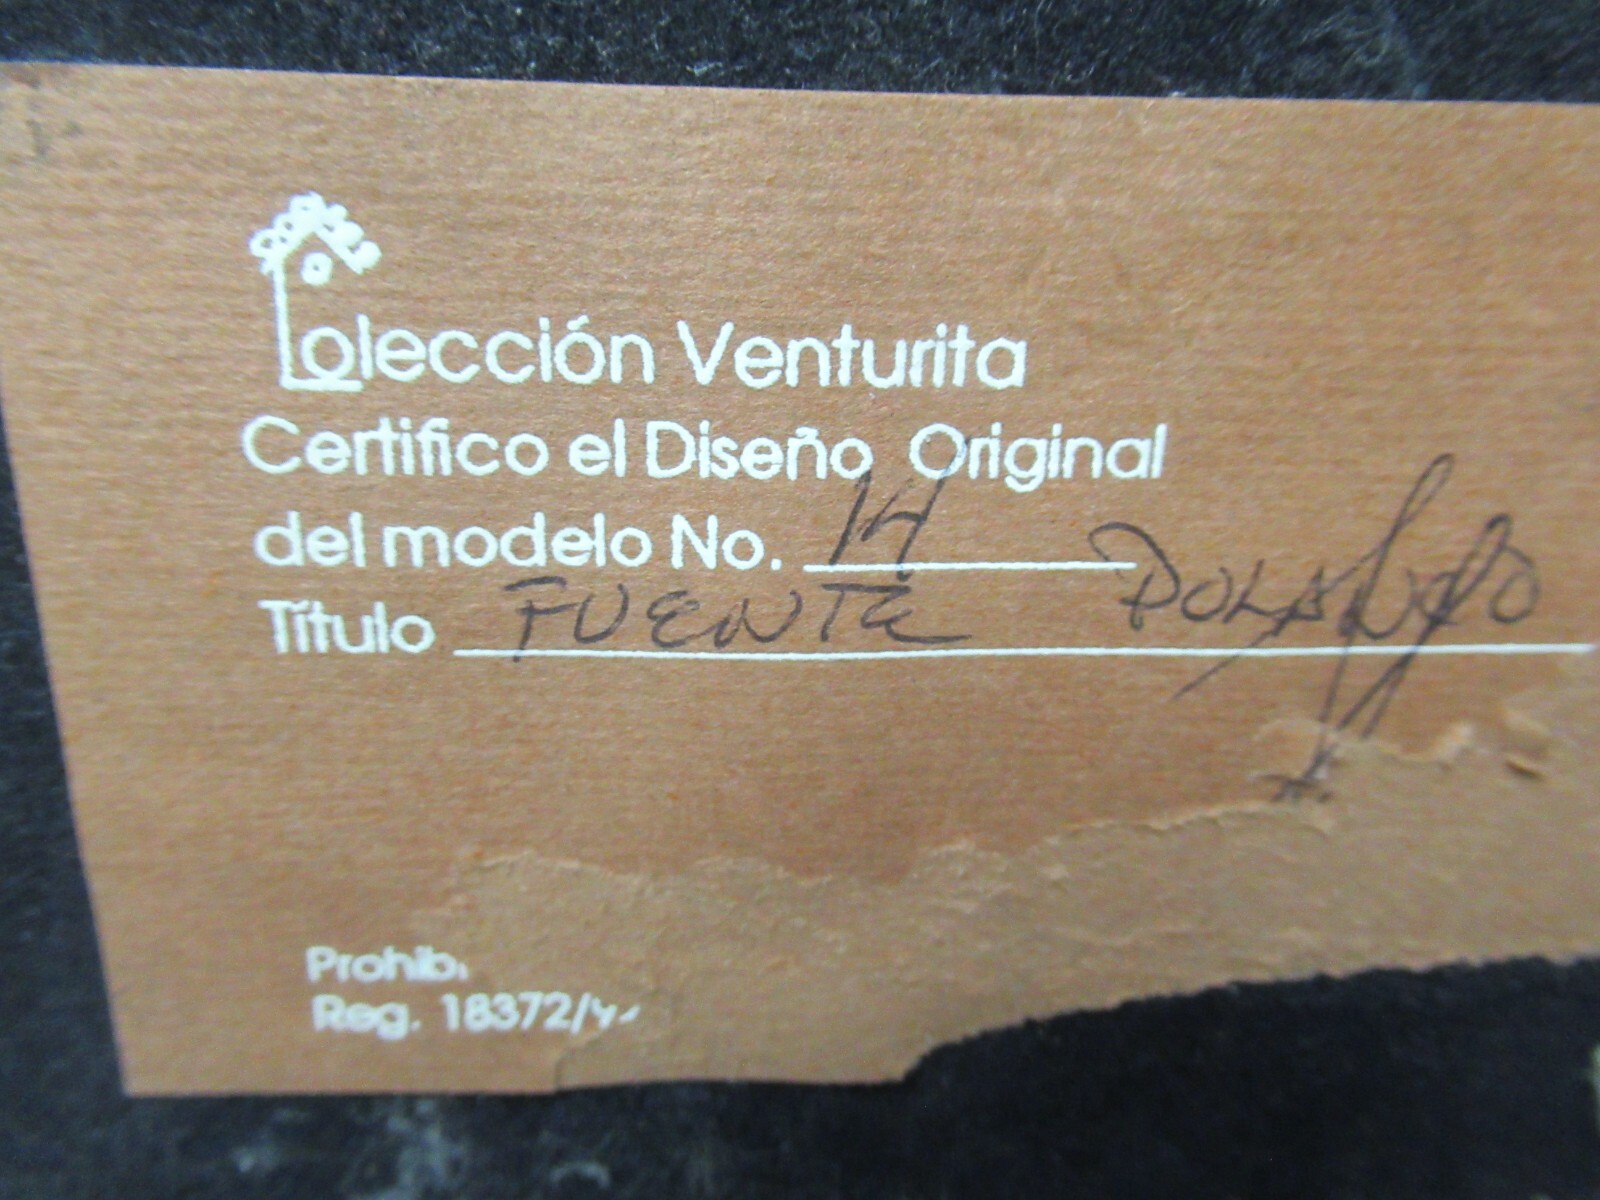 Colección Venturita
Certifico el Diseño Original
del modelo No. 14
Título FUENTE
Prohib.
Reg. 18372/